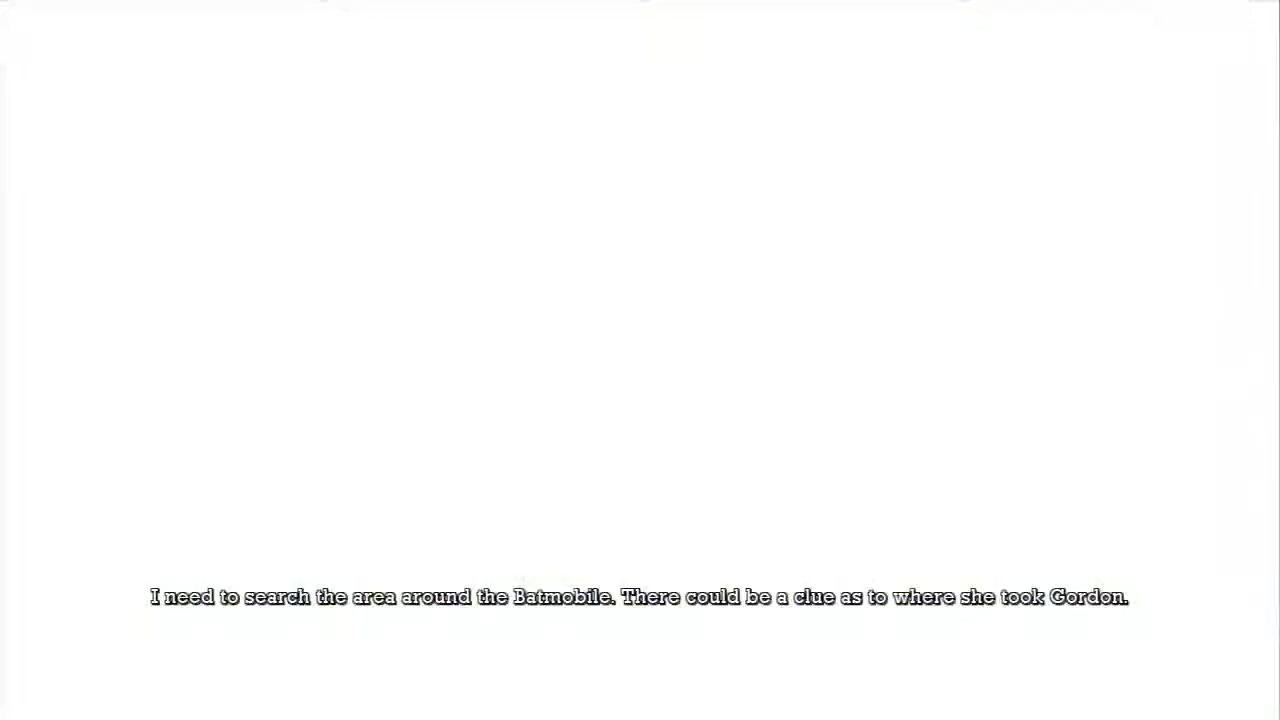 I need to search the area around the Batmobile. There could be a clue as to where she took Gordon.